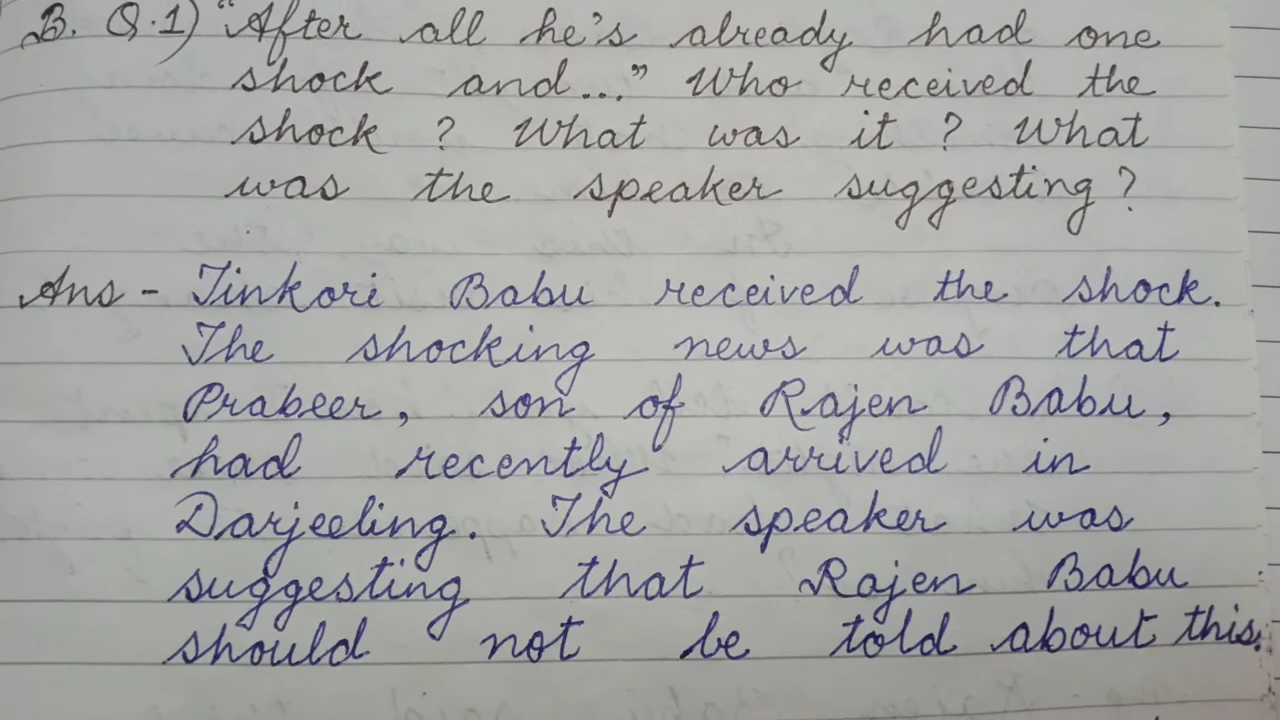 B. Q.1) "After all he's already had one
shock and..." Who received the
shock ? What was it ? What
was the speaker suggesting ?
Ans - Tinkori Babu received the shock.
The shocking news was that
Prabeer, son of Rajen Babu,
had recently arrived in
Darjeeling. The speaker was
suggesting that Rajen Babu
should not be told about this.